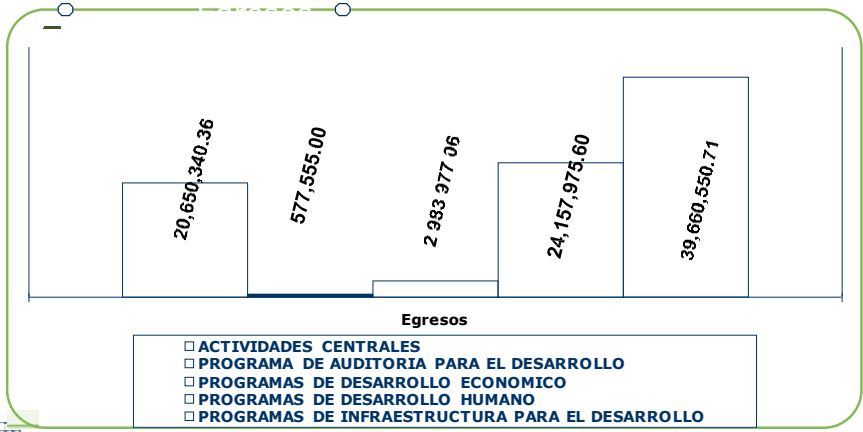 20,650,340.36
577,555.00
2 983 977 06
24,157,975.60
39,660,550.71
Egresos
ACTIVIDADES CENTRALES
PROGRAMA DE AUDITORIA PARA EL DESARROLLO
PROGRAMAS DE DESARROLLO ECONOMICO
PROGRAMAS DE DESARROLLO HUMANO
PROGRAMAS DE INFRAESTRUCTURA PARA EL DESARROLLO